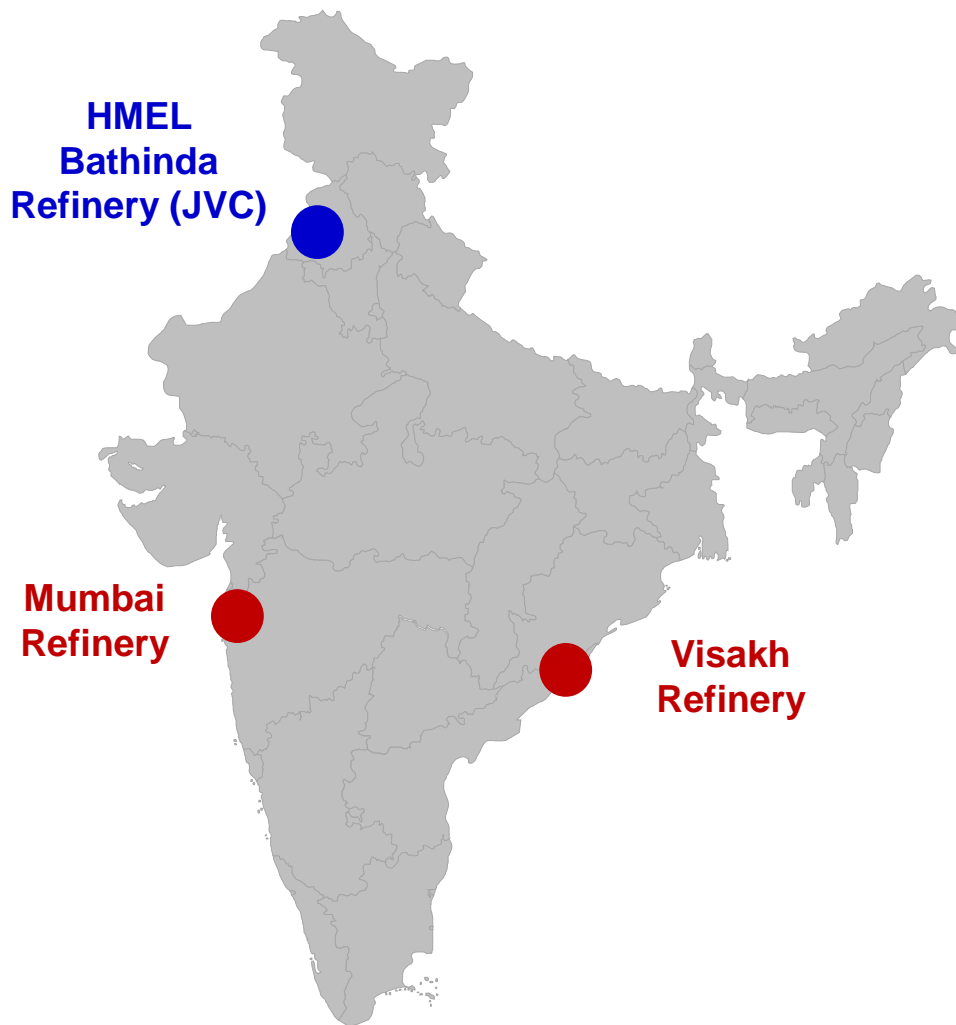 HMEL
Bathinda
Refinery (JVC)
Mumbai
Refinery
Visakh
Refinery